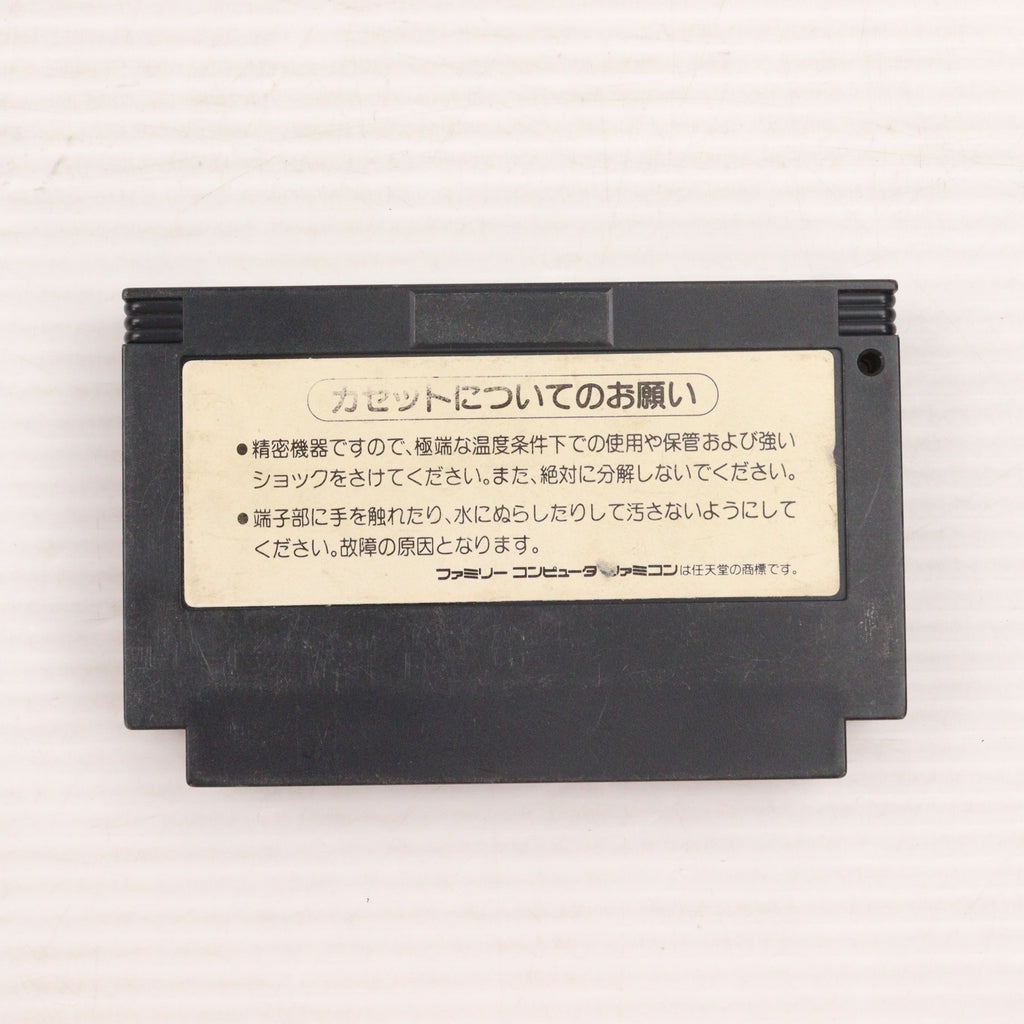 カセットについてのお願い
●精密機器ですので、極端な温度条件下での使用や保管および強い
ショックをさけてください。また、絶対に分解しないでください。
●端子部に手を触れたり、水にぬらしたりして汚さないようにして
ください。故障の原因となります。
ファミリー コンピュータ ファミコンは任天堂の商標です。